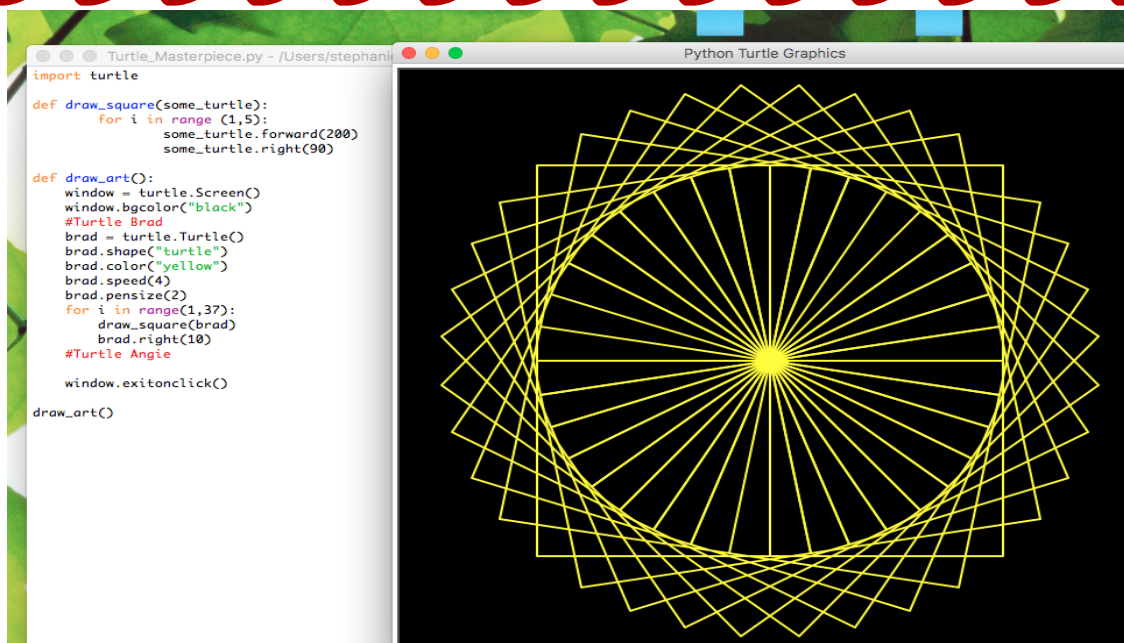 Turtle_Masterpiece.py - /Users/stephani
Python Turtle Graphics
import turtle
def draw_square(some_turtle):
        for i in range (1,5):
                some_turtle.forward(200)
                some_turtle.right(90)
def draw_art():
    window = turtle.Screen()
    window.bgcolor("black")
    #Turtle Brad
    brad = turtle.Turtle()
    brad.shape("turtle")
    brad.color("yellow")
    brad.speed(4)
    brad.pensize(2)
    for i in range(1,37):
        draw_square(brad)
        brad.right(10)
    #Turtle Angie
    window.exitonclick()
draw_art()